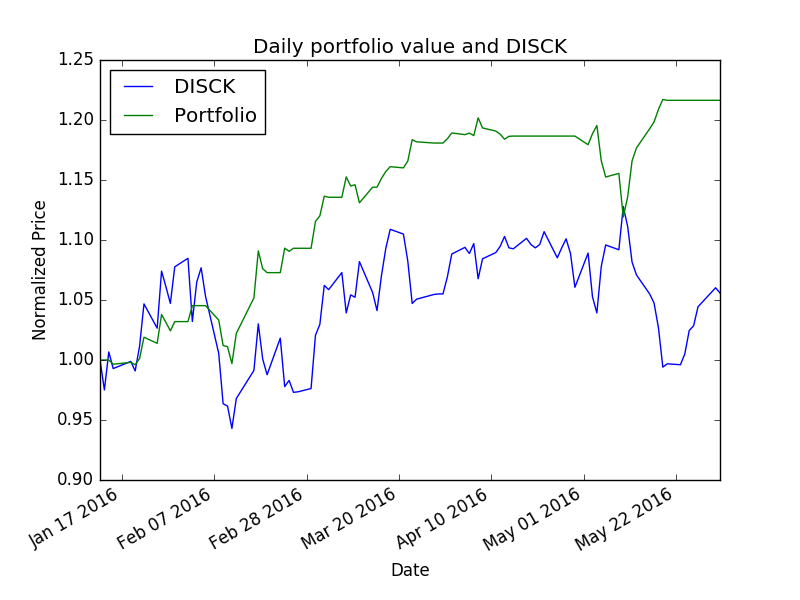 Daily portfolio value and DISCK
1.25
1.20
1.15
1.10
1.05
1.00
0.95
0.90
Normalized Price
DISCK
Portfolio
Jan 17 2016
Feb 07 2016
Feb 28 2016
Mar 20 2016
Apr 10 2016
May 01 2016
May 22 2016
Date